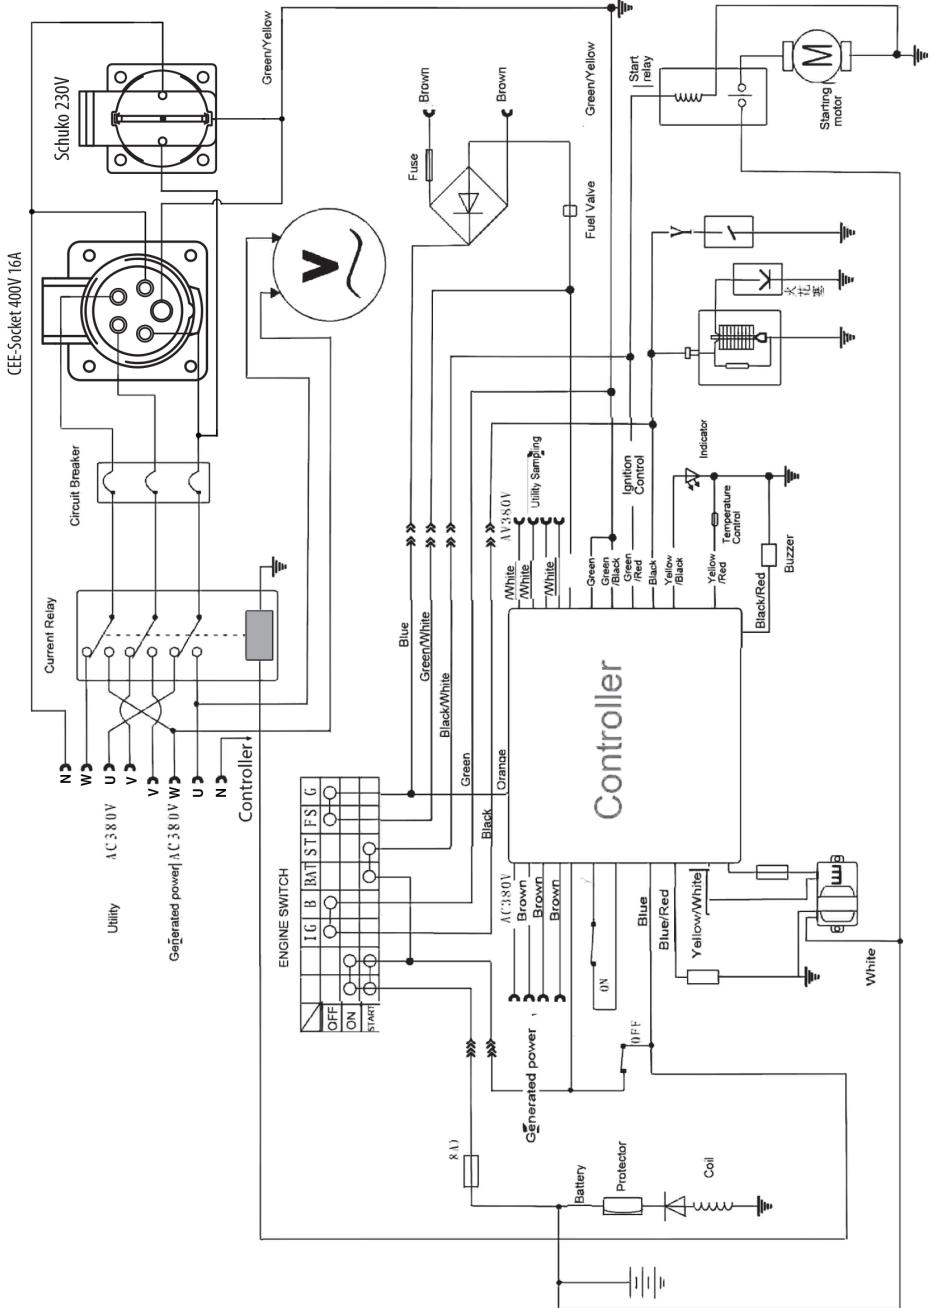 Schuko 230V
Green/Yellow
CEE-Socket 400V 16A
V
Circuit Breaker
Current Relay
N
W
U
V
V
W
U
N
Controller
Utility
AC380V
Generated power
AC380V
Brown
Brown
Fuse
Fuel Valve
Green/Yellow
Start
relay
M
Starting
motor
火花塞
Indicator
Temperature
Control
Buzzer
Black/Red
Ignition
Control
Utility Sampling
AV380V
/White
/White
/White
Green
Green
/Black
Green
/Red
Black
Yellow
/Black
Yellow
/Red
Blue
Green/White
Black/White
Green
Orange
Black
Controller
ENGINE SWITCH
IG
B
BAT
ST
FS
G
OFF
ON
START
AC380V
Brown
Brown
Brown
Generated power
ON
OFF
Blue
Blue/Red
Yellow/White
White
Battery
Protector
Coil